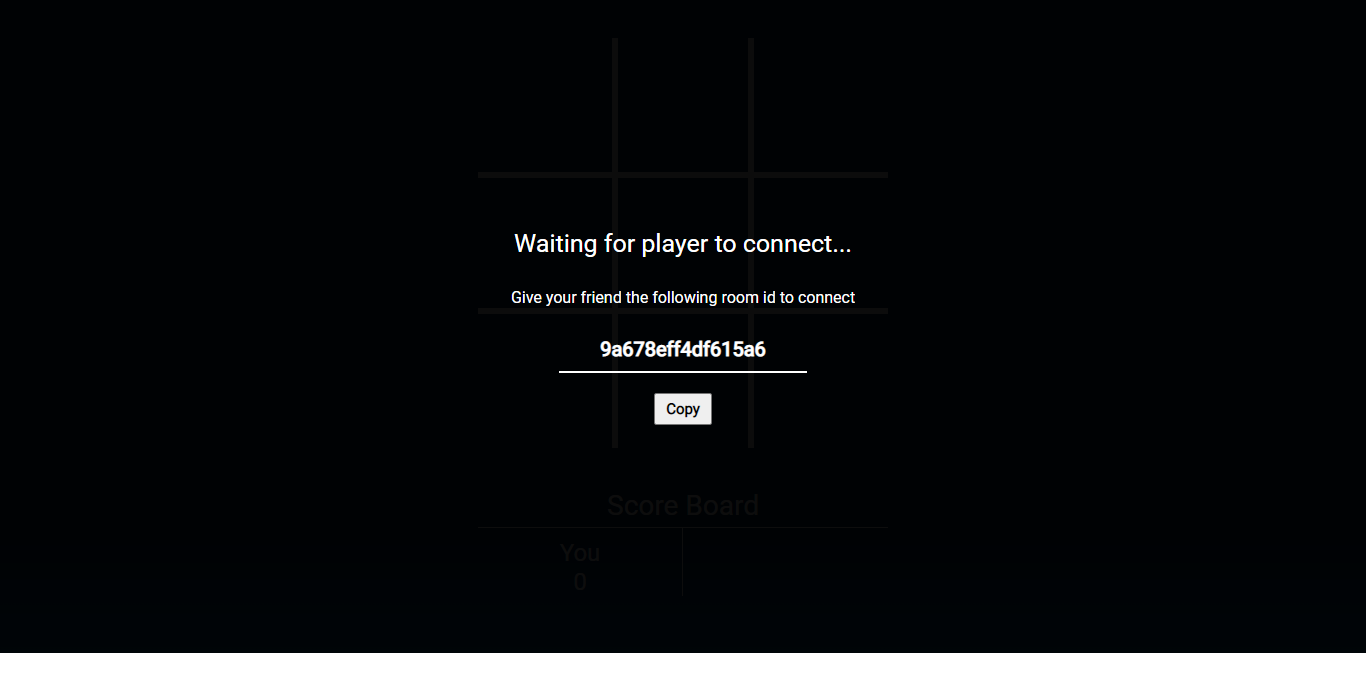 Waiting for player to connect...
Give your friend the following room id to connect
9a678eff4df615a6
Copy
Score Board
You
0